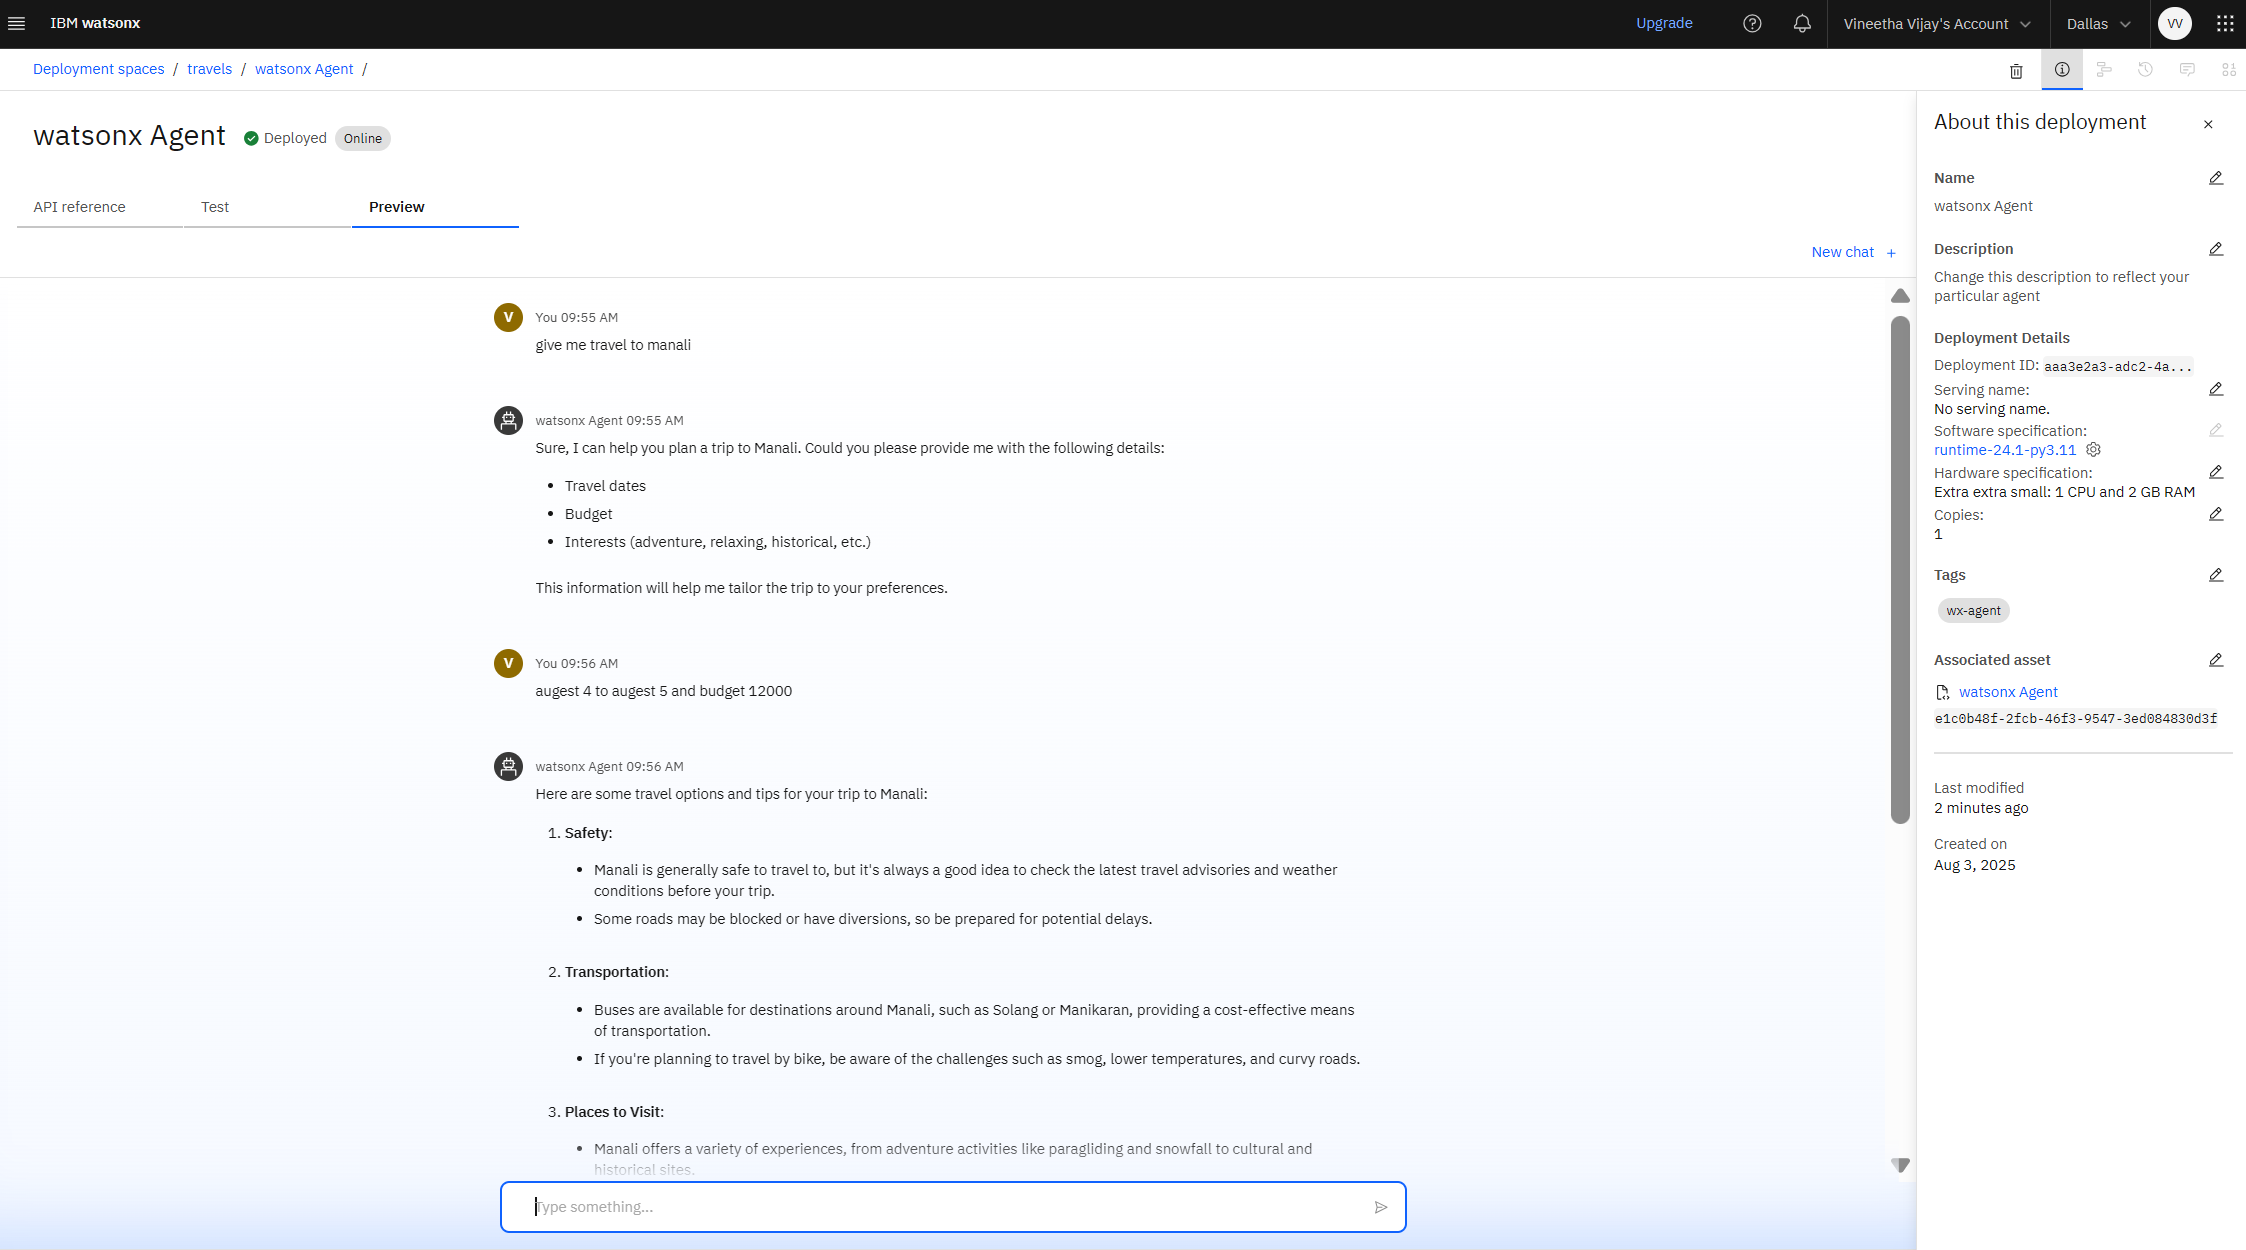 IBM watsonx
Upgrade
Vineetha Vijay's Account
Dallas
VV
Deployment spaces / travels / watsonx Agent /
watsonx Agent
Deployed
Online
API reference
Test
Preview
New chat +
V
You 09:55 AM
give me travel to manali
watsonx Agent 09:55 AM
Sure, I can help you plan a trip to Manali. Could you please provide me with the following details:
• Travel dates
• Budget
• Interests (adventure, relaxing, historical, etc.)
This information will help me tailor the trip to your preferences.
V
You 09:56 AM
augest 4 to augest 5 and budget 12000
watsonx Agent 09:56 AM
Here are some travel options and tips for your trip to Manali:
1. Safety:
• Manali is generally safe to travel to, but it's always a good idea to check the latest travel advisories and weather
conditions before your trip.
• Some roads may be blocked or have diversions, so be prepared for potential delays.
2. Transportation:
• Buses are available for destinations around Manali, such as Solang or Manikaran, providing a cost-effective means
of transportation.
• If you're planning to travel by bike, be aware of the challenges such as smog, lower temperatures, and curvy roads.
3. Places to Visit:
• Manali offers a variety of experiences, from adventure activities like paragliding and snowfall to cultural and
historical sites.
Type something...
About this deployment
Name
watsonx Agent
Description
Change this description to reflect your
particular agent
Deployment Details
Deployment ID: aaa3e2a3-adc2-4a...
Serving name:
No serving name.
Software specification:
runtime-24.1-py3.11
Hardware specification:
Extra extra small: 1 CPU and 2 GB RAM
Copies:
1
Tags
wx-agent
Associated asset
watsonx Agent
e1c0b48f-2fcb-46f3-9547-3ed084830d3f
Last modified
2 minutes ago
Created on
Aug 3, 2025